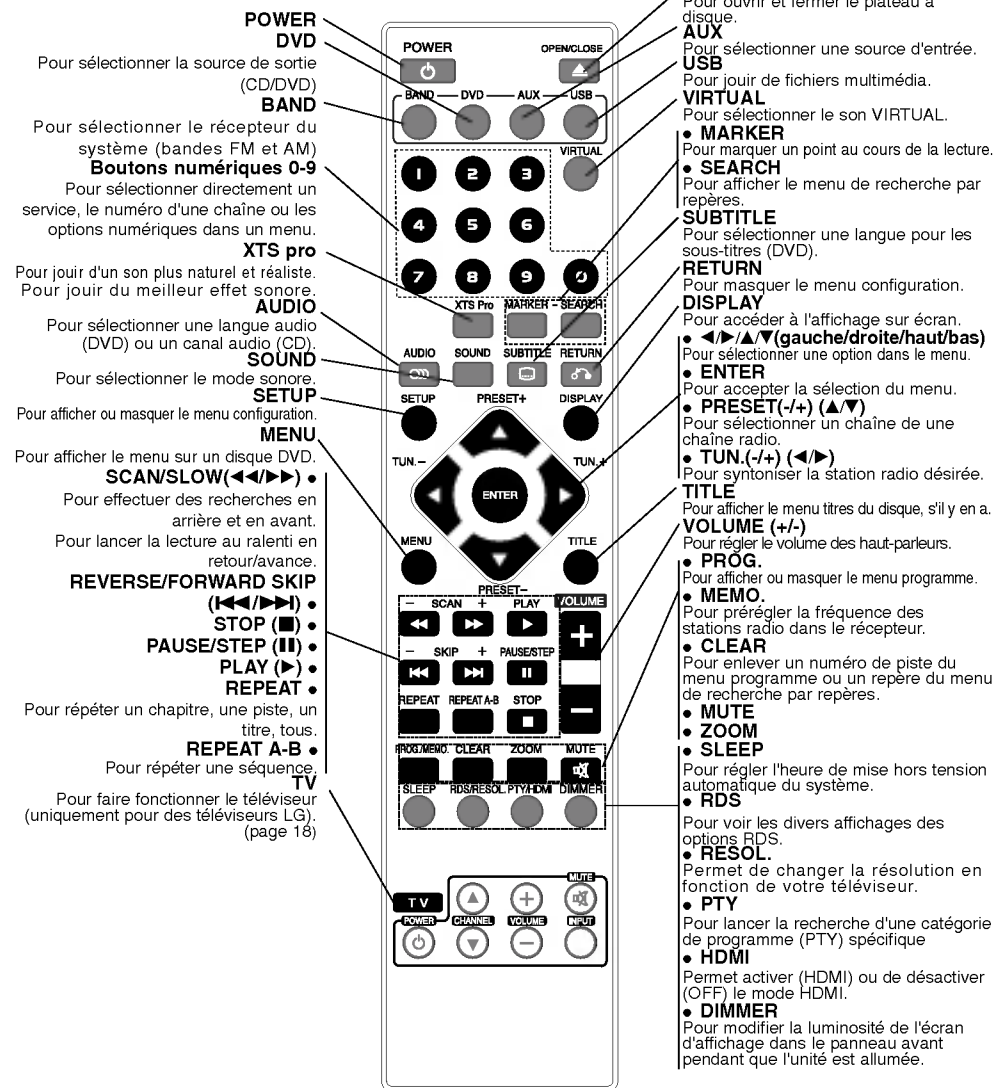 POWER
DVD
Pour sélectionner la source de sortie
(CD/DVD)
BAND
Pour sélectionner le récepteur du
système (bandes FM et AM)
Boutons numériques 0-9
Pour sélectionner directement un
service, le numéro d'une chaîne ou les
options numériques dans un menu.
XTS pro
Pour jouir d'un son plus naturel et réaliste.
Pour jouir du meilleur effet sonore.
AUDIO
Pour sélectionner une langue audio
(DVD) ou un canal audio (CD).
SOUND
Pour sélectionner le mode sonore.
SETUP
Pour afficher ou masquer le menu configuration.
MENU
Pour afficher le menu sur un disque DVD.
SCAN/SLOW(◄◄/►►) •
Pour effectuer des recherches en
arrière et en avant.
Pour lancer la lecture au ralenti en
retour/avance.
REVERSE/FORWARD SKIP
(I◄◄/►►I) •
STOP (■) •
PAUSE/STEP (II) •
PLAY (►) •
REPEAT •
Pour répéter un chapitre, une piste, un
titre, tous.
REPEAT A-B •
Pour répéter une séquence.
TV
Pour faire fonctionner le téléviseur
(uniquement pour des téléviseurs LG).
(page 18)
POWER OPEN/CLOSE
BAND DVD AUX USB
VIRTUAL
1 2 3
4 5 6
7 8 9 0
XTS Pro MARKER - SEARCH
AUDIO SOUND SUBTITLE RETURN
SETUP PRESET+ DISPLAY
TUN.- TUN.+
ENTER
MENU TITLE
PRESET-
- SCAN + PLAY VOLUME
+
- SKIP + PAUSE/STEP
-
REPEAT REPEAT A-B STOP
PROG./MEMO. CLEAR ZOOM MUTE
SLEEP RDS/RESOL. PTY/HDMI DIMMER
MUTE
TV
POWER CHANNEL VOLUME INPUT
Pour ouvrir et fermer le plateau à
disque.
AUX
Pour sélectionner une source d'entrée.
USB
Pour jouir de fichiers multimédia.
VIRTUAL
Pour sélectionner le son VIRTUAL.
• MARKER
Pour marquer un point au cours de la lecture.
• SEARCH
Pour afficher le menu de recherche par
repères.
SUBTITLE
Pour sélectionner une langue pour les
sous-titres (DVD).
RETURN
Pour masquer le menu configuration.
DISPLAY
Pour accéder à l'affichage sur écran.
• ◄/►/▲/▼(gauche/droite/haut/bas)
Pour sélectionner une option dans le menu.
• ENTER
Pour accepter la sélection du menu.
• PRESET(-/+) (▲/▼)
Pour sélectionner un chaîne de une
chaîne radio.
• TUN.(-/+) (◄/►)
Pour syntoniser la station radio désirée.
TITLE
Pour afficher le menu titres du disque, s'il y en a.
VOLUME (+/-)
Pour régler le volume des haut-parleurs.
• PROG.
Pour afficher ou masquer le menu programme.
• MEMO.
Pour prérégler la fréquence des
stations radio dans le récepteur.
• CLEAR
Pour enlever un numéro de piste du
menu programme ou un repère du menu
de recherche par repères.
• MUTE
• ZOOM
• SLEEP
Pour régler l'heure de mise hors tension
automatique du système.
• RDS
Pour voir les divers affichages des
options RDS.
• RESOL.
Permet de changer la résolution en
fonction de votre téléviseur.
• PTY
Pour lancer la recherche d'une catégorie
de programme (PTY) spécifique
• HDMI
Permet activer (HDMI) ou de désactiver
(OFF) le mode HDMI.
• DIMMER
Pour modifier la luminosité de l'écran
d'affichage dans le panneau avant
pendant que l'unité est allumée.